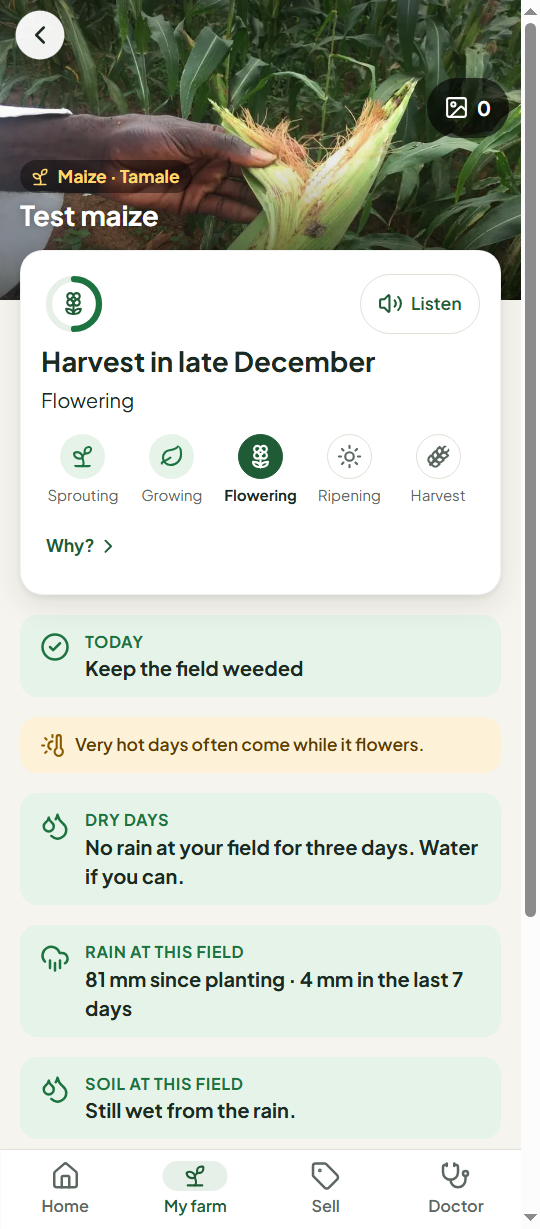 0
Maize · Tamale
Test maize
Listen
Harvest in late December
Flowering
Sprouting Growing Flowering Ripening Harvest
Why?
TODAY
Keep the field weeded
Very hot days often come while it flowers.
DRY DAYS
No rain at your field for three days. Water
if you can.
RAIN AT THIS FIELD
81 mm since planting · 4 mm in the last 7
days
SOIL AT THIS FIELD
Still wet from the rain.
Home My farm Sell Doctor